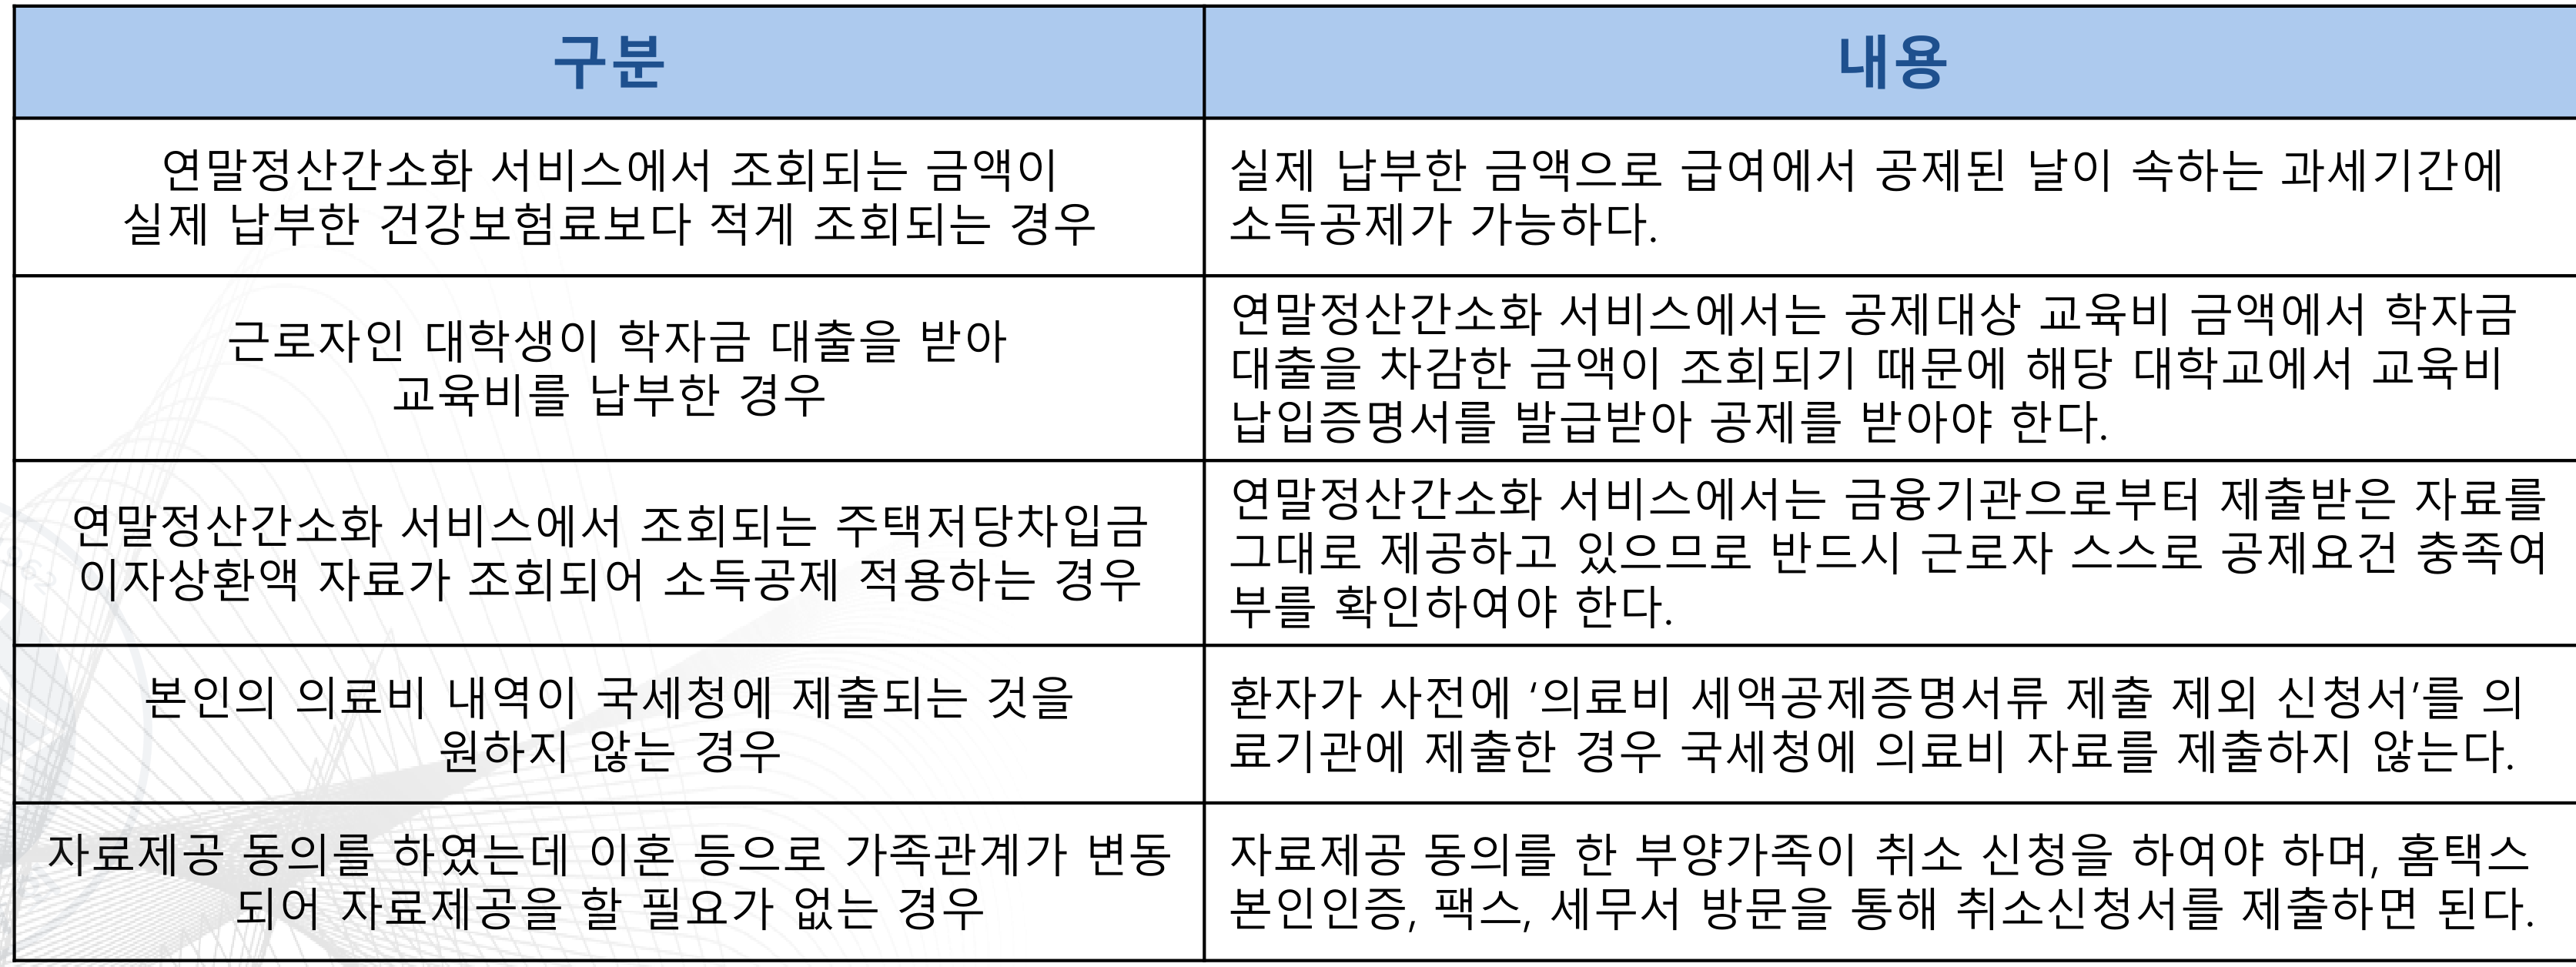 구분
내용
연말정산간소화 서비스에서 조회되는 금액이
실제 납부한 건강보험료보다 적게 조회되는 경우
실제 납부한 금액으로 급여에서 공제된 날이 속하는 과세기간에
소득공제가 가능하다.
근로자인 대학생이 학자금 대출을 받아
교육비를 납부한 경우
연말정산간소화 서비스에서는 공제대상 교육비 금액에서 학자금
대출을 차감한 금액이 조회되기 때문에 해당 대학교에서 교육비
납입증명서를 발급받아 공제를 받아야 한다.
연말정산간소화 서비스에서 조회되는 주택저당차입금
이자상환액 자료가 조회되어 소득공제 적용하는 경우
연말정산간소화 서비스에서는 금융기관으로부터 제출받은 자료를
그대로 제공하고 있으므로 반드시 근로자 스스로 공제요건 충족여
부를 확인하여야 한다.
본인의 의료비 내역이 국세청에 제출되는 것을
원하지 않는 경우
환자가 사전에 ‘의료비 세액공제증명서류 제출 제외 신청서’를 의
료기관에 제출한 경우 국세청에 의료비 자료를 제출하지 않는다.
자료제공 동의를 하였는데 이혼 등으로 가족관계가 변동
되어 자료제공을 할 필요가 없는 경우
자료제공 동의를 한 부양가족이 취소 신청을 하여야 하며, 홈택스
본인인증, 팩스, 세무서 방문을 통해 취소신청서를 제출하면 된다.